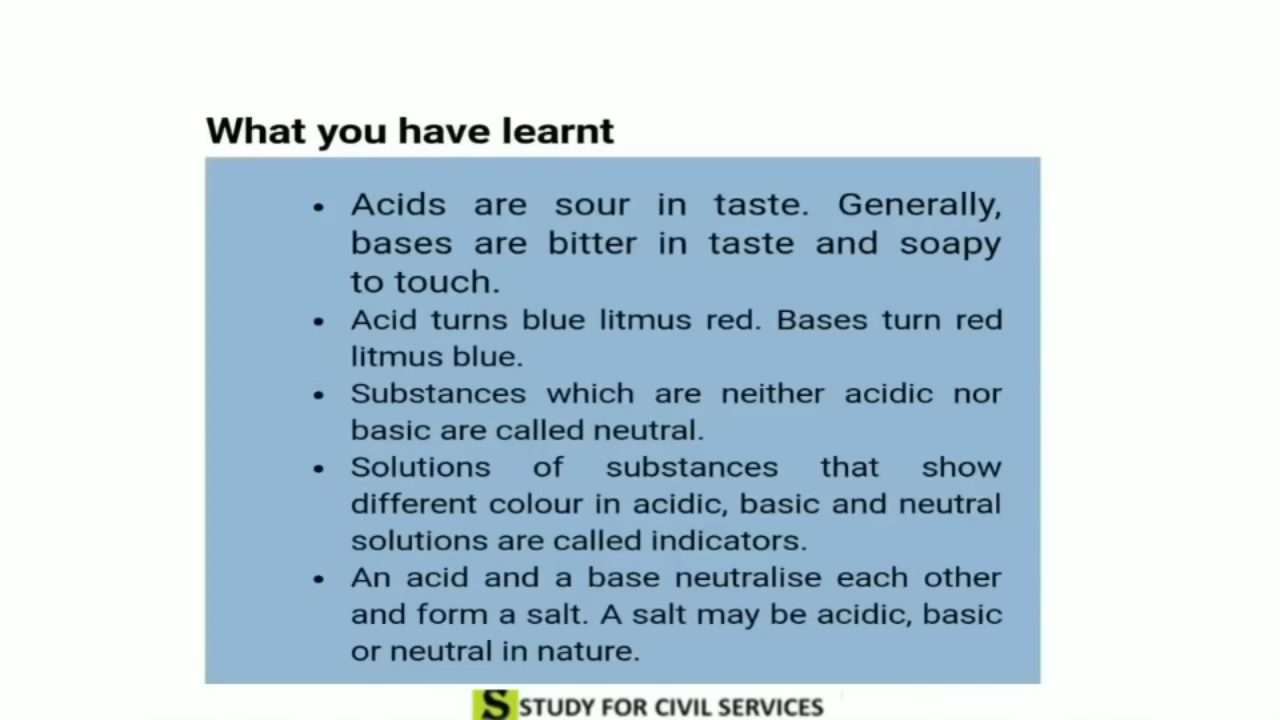 What you have learnt
• Acids are sour in taste. Generally,
bases are bitter in taste and soapy
to touch.
• Acid turns blue litmus red. Bases turn red
litmus blue.
• Substances which are neither acidic nor
basic are called neutral.
• Solutions of substances that show
different colour in acidic, basic and neutral
solutions are called indicators.
• An acid and a base neutralise each other
and form a salt. A salt may be acidic, basic
or neutral in nature.
S STUDY FOR CIVIL SERVICES